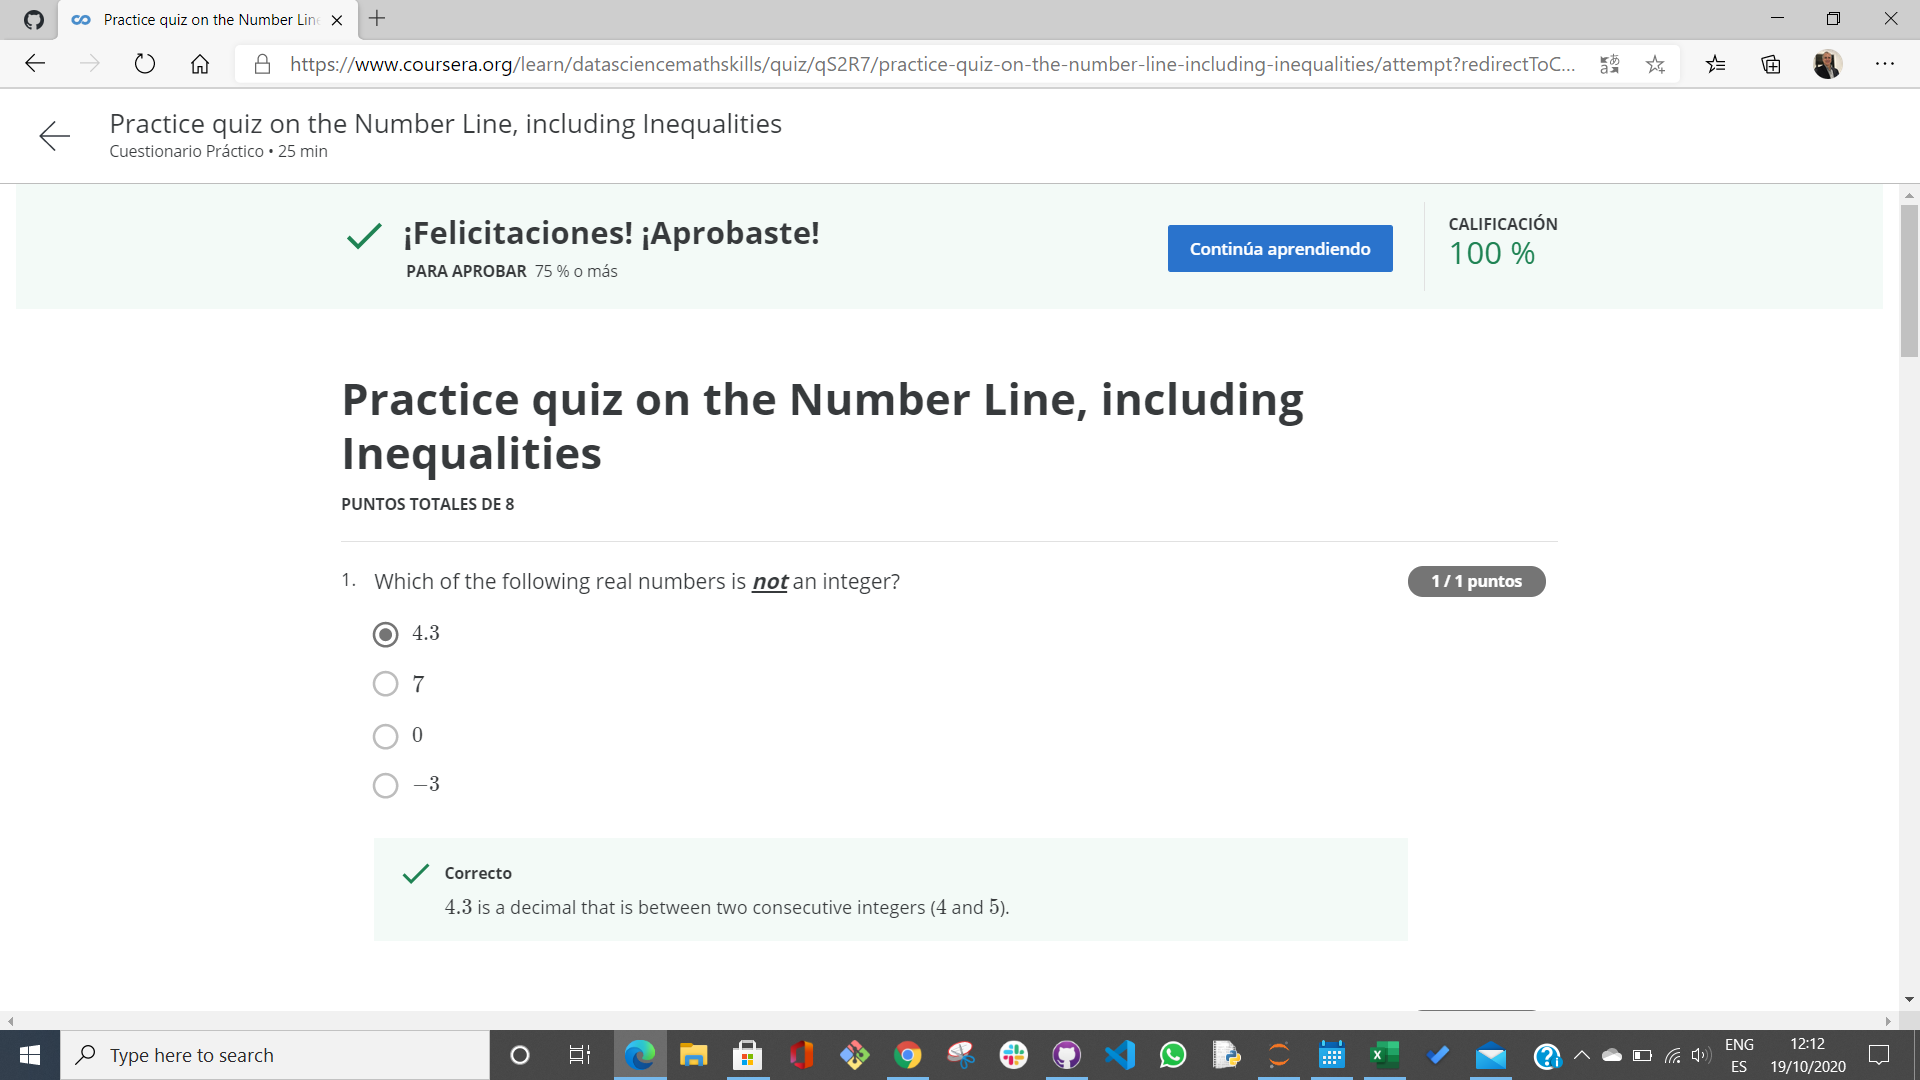 Practice quiz on the Number Lin
https://www.coursera.org/learn/datasciencemathskills/quiz/qS2R7/practice-quiz-on-the-number-line-including-inequalities/attempt?redirectToC...
Practice quiz on the Number Line, including Inequalities
Cuestionario Práctico • 25 min
¡Felicitaciones! ¡Aprobaste!
PARA APROBAR 75 % o más
Continúa aprendiendo
CALIFICACIÓN
100 %
Practice quiz on the Number Line, including
Inequalities
PUNTOS TOTALES DE 8
1. Which of the following real numbers is not an integer?
1 / 1 puntos
4.3
7
0
−3
Correcto
4.3 is a decimal that is between two consecutive integers (4 and 5).
Type here to search
ENG
ES
12:12
19/10/2020